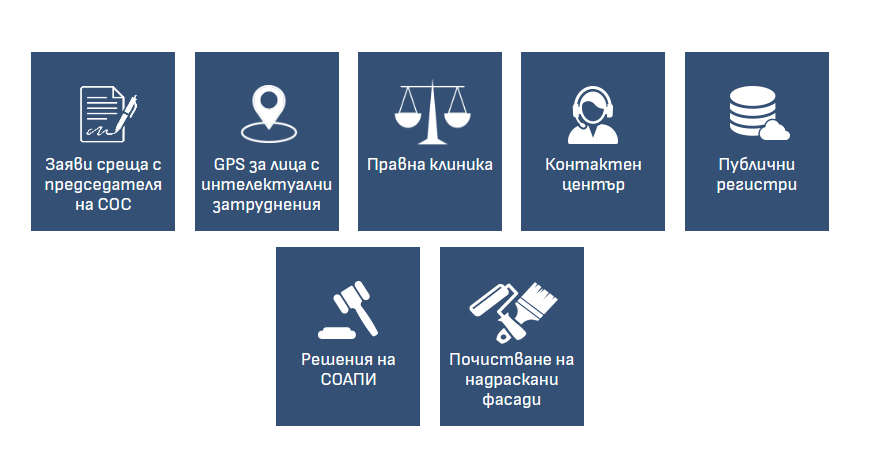 Заяви среща с
председателя
на СОС
GPS за лица с
интелектуални
затруднения
Правна клиника
Контактен
център
Публични
регистри
Решения на
СОАПИ
Почистване на
надраскани
фасади